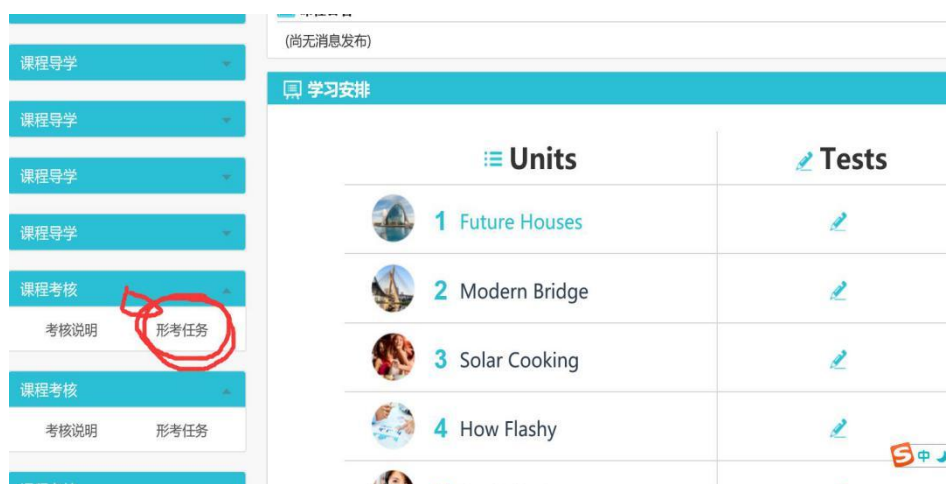 (尚无消息发布)
课程导学
课程导学
课程导学
课程导学
课程考核
考核说明 形考任务
课程考核
考核说明 形考任务
学习安排
Units Tests
1 Future Houses
2 Modern Bridge
3 Solar Cooking
4 How Flashy
中